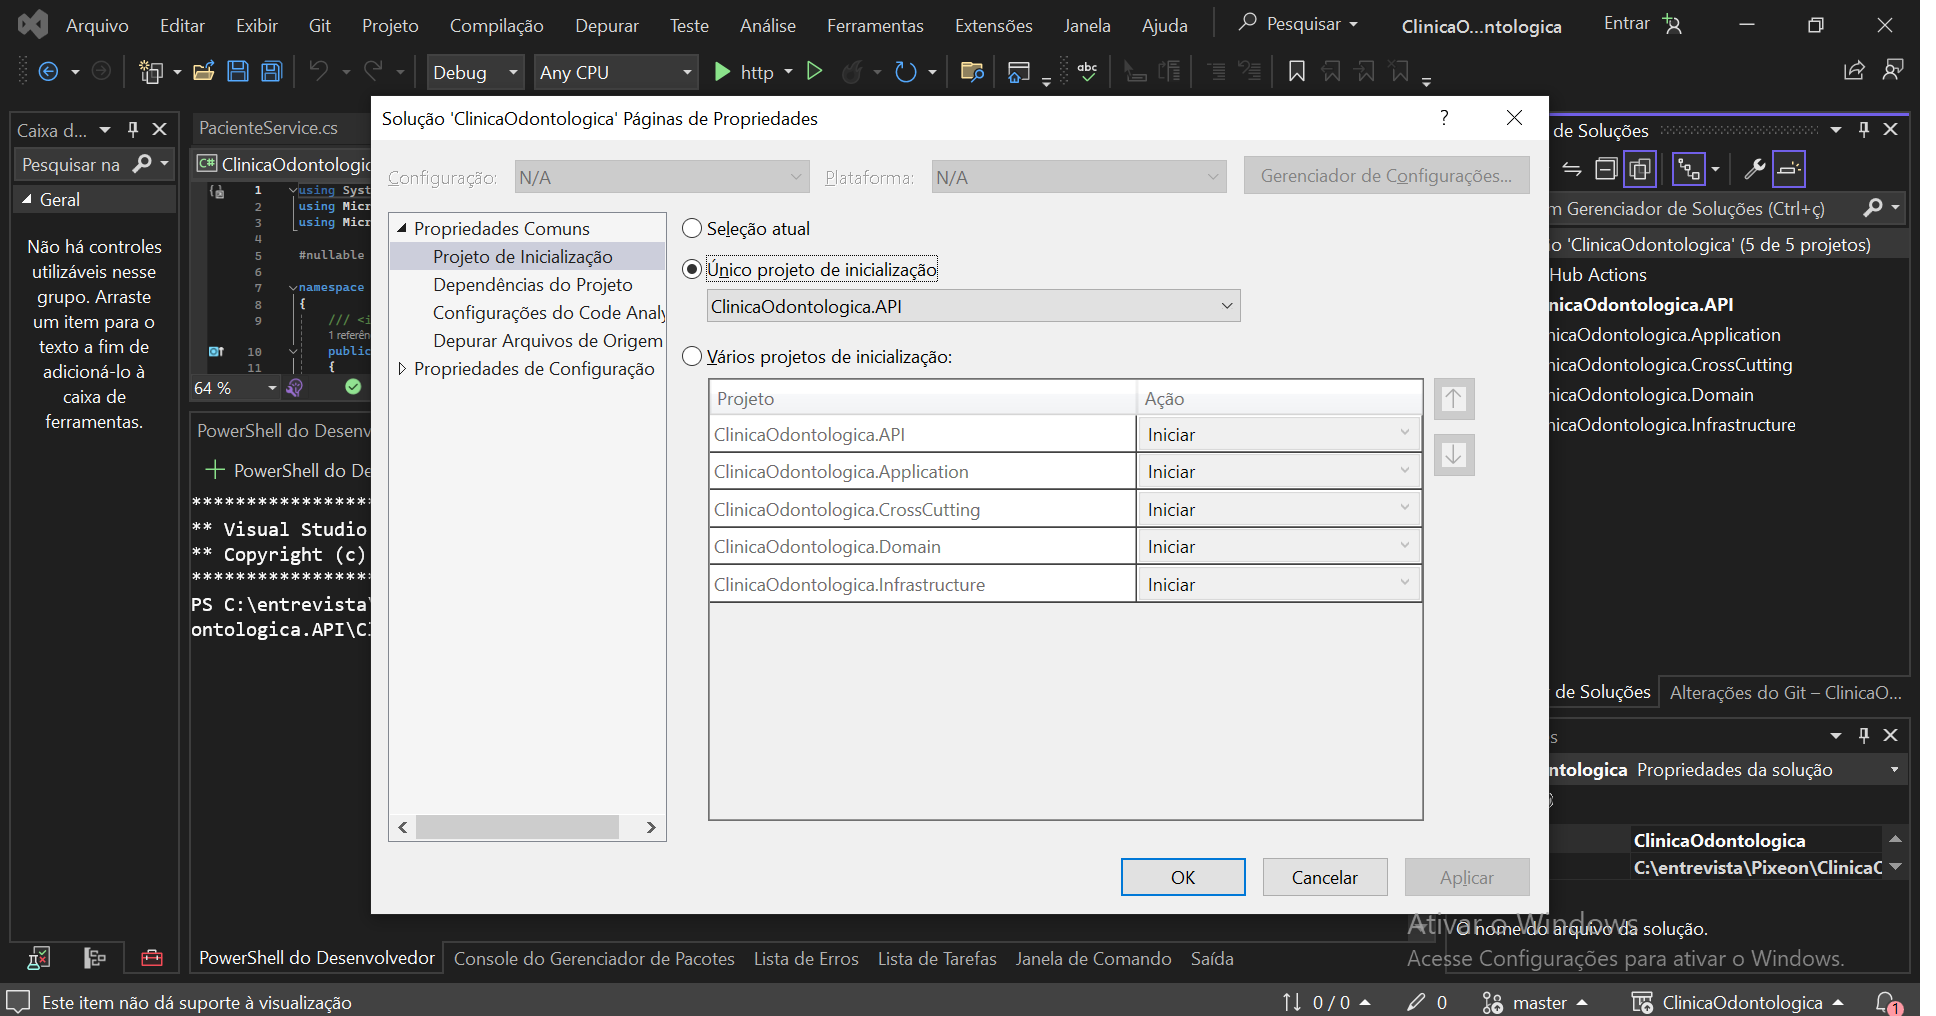 Arquivo Editar Exibir Git Projeto Compilação Depurar Teste Análise Ferramentas Extensões Janela Ajuda Pesquisar ClinicaO...ntologica Entrar
Debug Any CPU http abc
Caixa d...
Pesquisar na
Geral
Não há controles
utilizáveis nesse
grupo. Arraste
um item para o
texto a fim de
adicioná-lo à
caixa de
ferramentas.
PacienteService.cs
C# ClinicaOdontologic
1 using Syst
2 using Micr
3 using Micr
4
5 #nullable
6
7 namespace
8 {
9 /// <i
1 referên
10 public
11 {
64 %
PowerShell do Desenv
PowerShell do De
*****************
** Visual Studio
** Copyright (c)
*****************
PS C:\entrevista\
ontologica.API\C
Solução 'ClinicaOdontologica' Páginas de Propriedades ?
Configuração: N/A Plataforma: N/A Gerenciador de Configurações...
Propriedades Comuns
Projeto de Inicialização
Dependências do Projeto
Configurações do Code Analy
Depurar Arquivos de Origem
Propriedades de Configuração
Seleção atual
Único projeto de inicialização
ClinicaOdontologica.API
Vários projetos de inicialização:
Projeto Ação
ClinicaOdontologica.API Iniciar
ClinicaOdontologica.Application Iniciar
ClinicaOdontologica.CrossCutting Iniciar
ClinicaOdontologica.Domain Iniciar
ClinicaOdontologica.Infrastructure Iniciar
OK Cancelar Aplicar
de Soluções
m Gerenciador de Soluções (Ctrl+ç)
o 'ClinicaOdontologica' (5 de 5 projetos)
Hub Actions
nicaOdontologica.API
nicaOdontologica.Application
nicaOdontologica.CrossCutting
nicaOdontologica.Domain
nicaOdontologica.Infrastructure
de Soluções Alterações do Git – ClinicaO...
s
ntologica Propriedades da solução
ClinicaOdontologica
C:\entrevista\Pixeon\ClinicaC
O nome do arquivo da solução.
Ativar o Windows
Acesse Configurações para ativar o Windows.
PowerShell do Desenvolvedor Console do Gerenciador de Pacotes Lista de Erros Lista de Tarefas Janela de Comando Saída
Este item não dá suporte à visualização 0 / 0 0 master ClinicaOdontologica 1